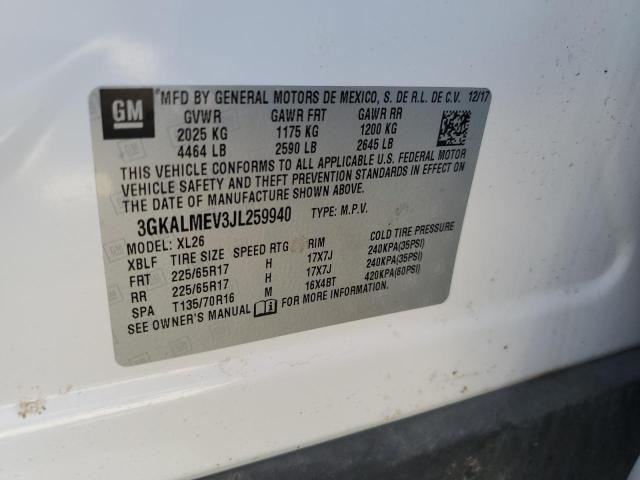 GM
*MFD BY GENERAL MOTORS DE MEXICO, S. DE R.L. DE C.V. 12/17
GVWR GAWR FRT GAWR RR
2025 KG 1175 KG 1200 KG
4464 LB 2590 LB 2645 LB
THIS VEHICLE CONFORMS TO ALL APPLICABLE U.S. FEDERAL MOTOR
VEHICLE SAFETY AND THEFT PREVENTION STANDARDS IN EFFECT ON
THE DATE OF MANUFACTURE SHOWN ABOVE.
3GKALMEV3JL259940 TYPE: M.P.V.
MODEL: XL26
XBLF TIRE SIZE SPEED RTG RIM COLD TIRE PRESSURE
FRT 225/65R17 H 17X7J 240KPA(35PSI)
RR 225/65R17 H 17X7J 240KPA(35PSI)
SPA T135/70R16 M 16X4BT 420KPA(60PSI)
SEE OWNER'S MANUAL FOR MORE INFORMATION.